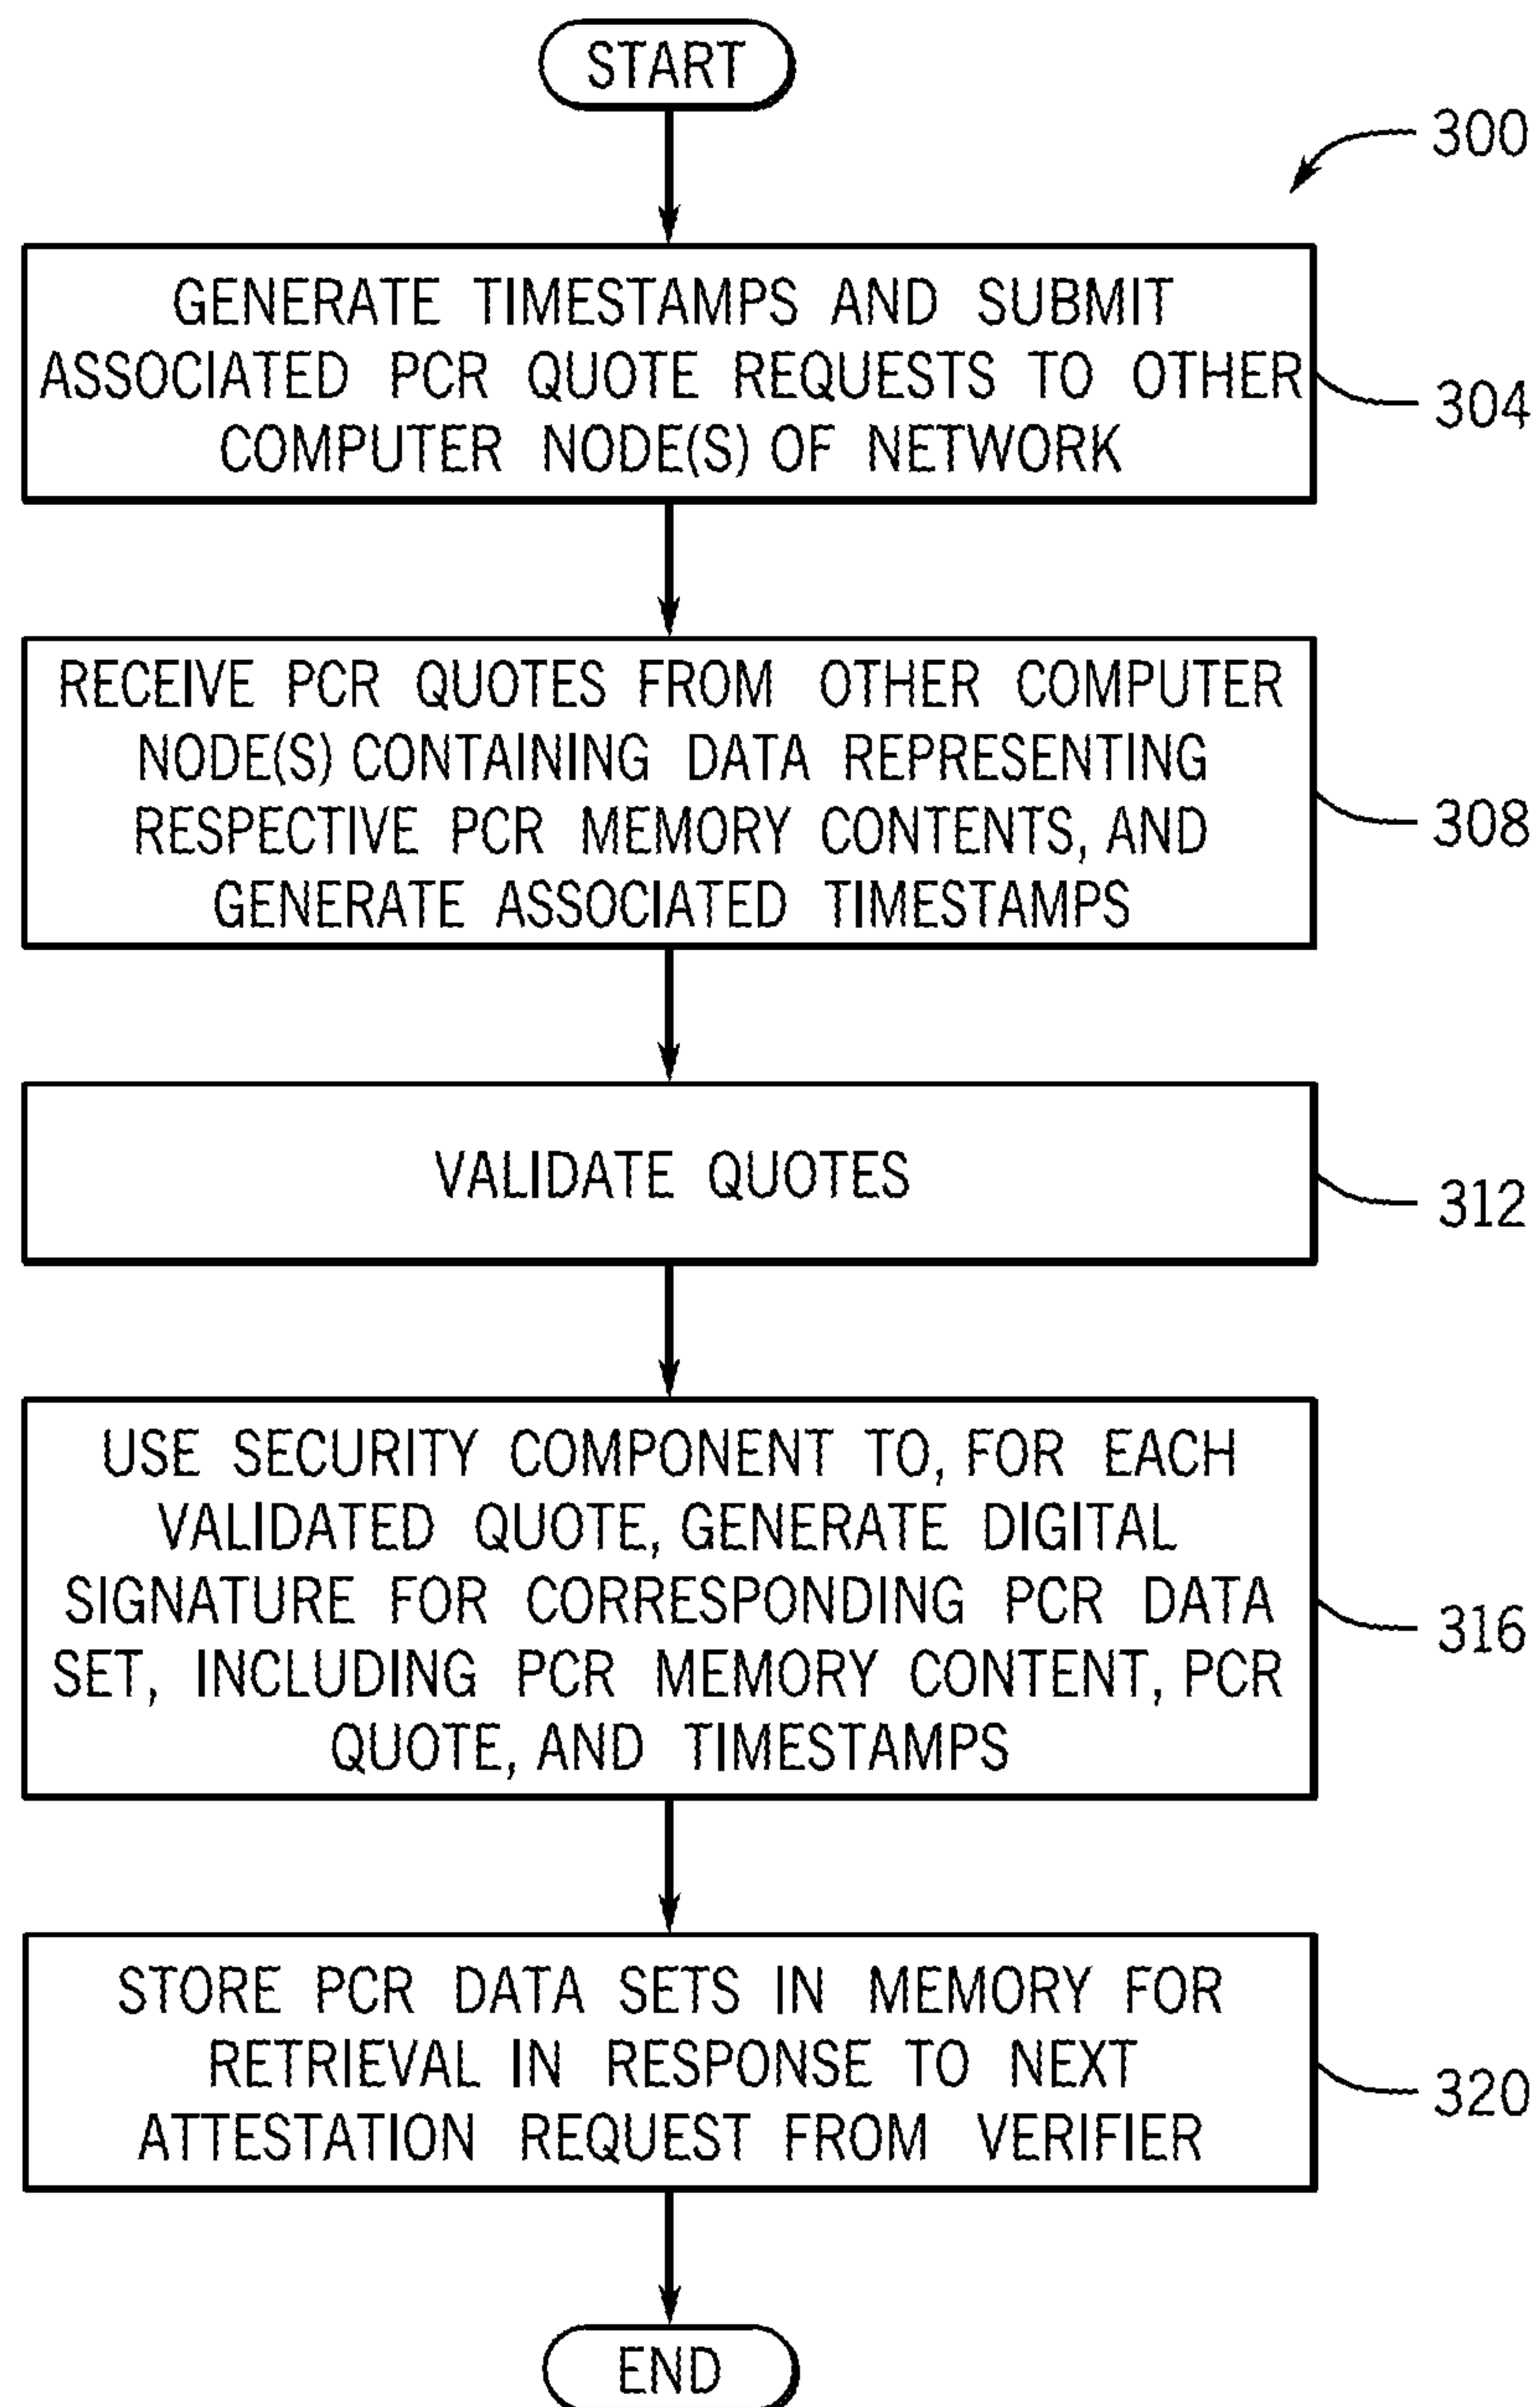 START
300
GENERATE TIMESTAMPS AND SUBMIT
ASSOCIATED PCR QUOTE REQUESTS TO OTHER
COMPUTER NODE(S) OF NETWORK
304
RECEIVE PCR QUOTES FROM OTHER COMPUTER
NODE(S) CONTAINING DATA REPRESENTING
RESPECTIVE PCR MEMORY CONTENTS, AND
GENERATE ASSOCIATED TIMESTAMPS
308
VALIDATE QUOTES
312
USE SECURITY COMPONENT TO, FOR EACH
VALIDATED QUOTE, GENERATE DIGITAL
SIGNATURE FOR CORRESPONDING PCR DATA
SET, INCLUDING PCR MEMORY CONTENT, PCR
QUOTE, AND TIMESTAMPS
316
STORE PCR DATA SETS IN MEMORY FOR
RETRIEVAL IN RESPONSE TO NEXT
ATTESTATION REQUEST FROM VERIFIER
320
END